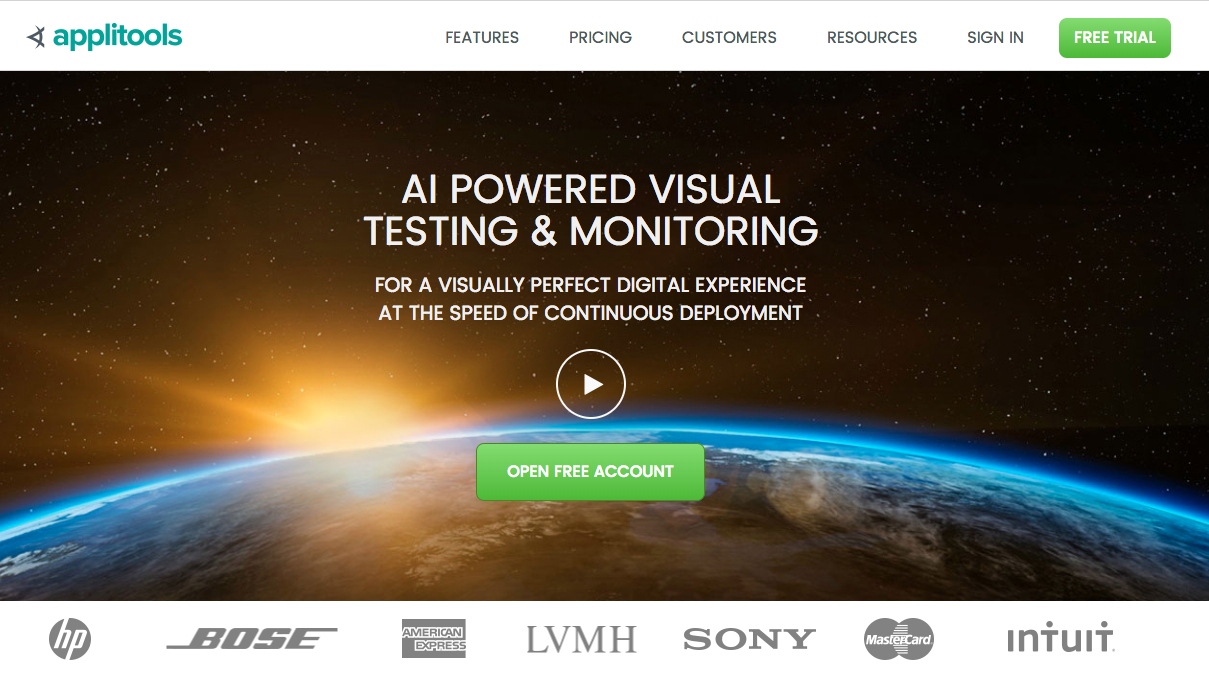 applitools
FEATURES
PRICING
CUSTOMERS
RESOURCES
SIGN IN
FREE TRIAL
AI POWERED VISUAL
TESTING & MONITORING
FOR A VISUALLY PERFECT DIGITAL EXPERIENCE
AT THE SPEED OF CONTINUOUS DEPLOYMENT
OPEN FREE ACCOUNT
hp
BOSE
AMERICAN
EXPRESS
LVMH
SONY
MasterCard
intuit.